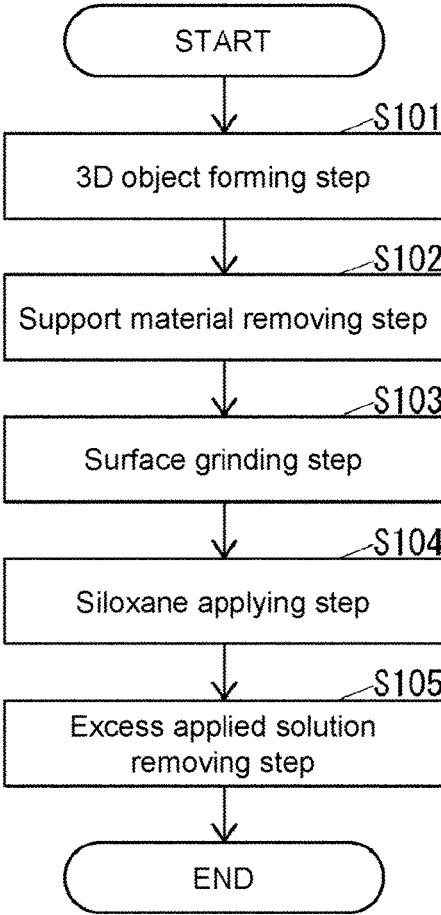 START
S101
3D object forming step
S102
Support material removing step
S103
Surface grinding step
S104
Siloxane applying step
S105
Excess applied solution
removing step
END